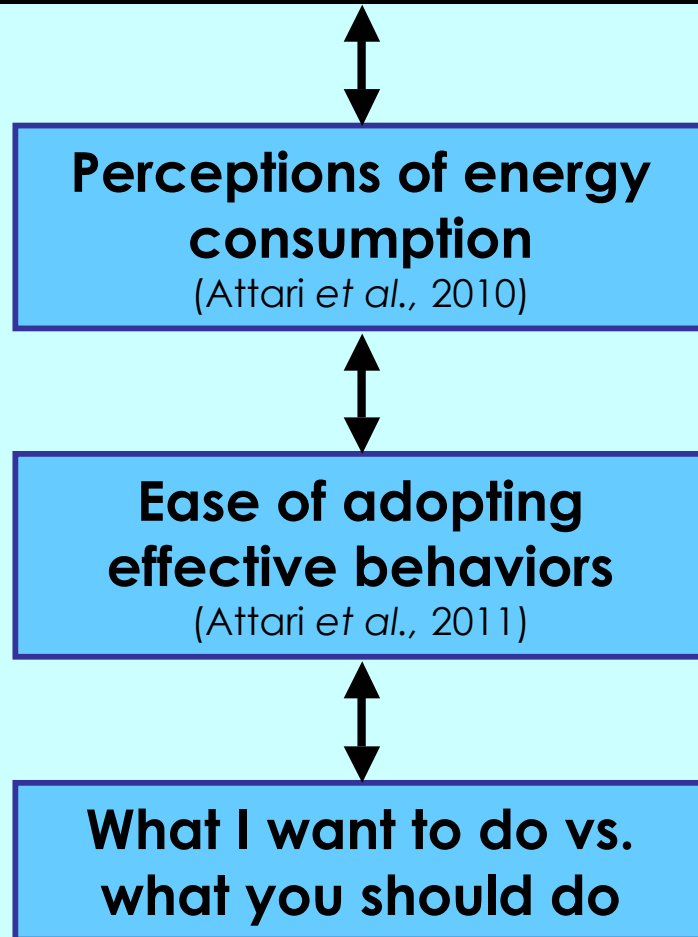 Perceptions of energy
consumption
(Attari et al., 2010)
Ease of adopting
effective behaviors
(Attari et al., 2011)
What I want to do vs.
what you should do